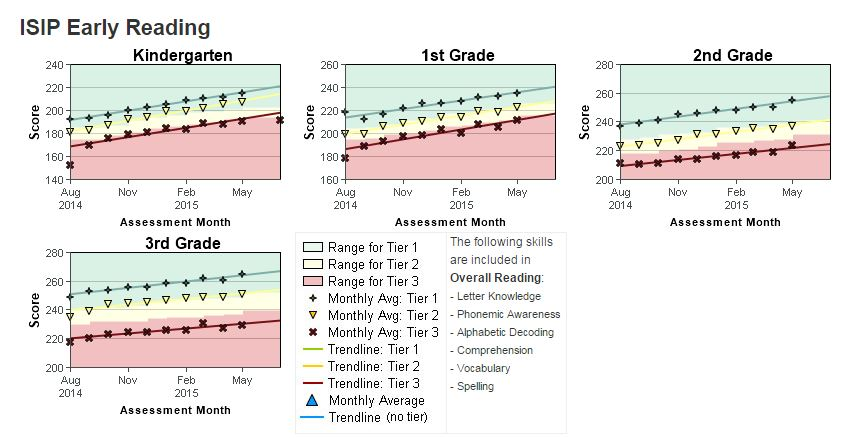 ISIP Early Reading
Kindergarten
240
220
200
180
160
140
Score
Aug
2014
Nov
Feb
2015
May
Assessment Month
1st Grade
260
240
220
200
180
160
Score
Aug
2014
Nov
Feb
2015
May
Assessment Month
2nd Grade
280
260
240
220
200
Score
Aug
2014
Nov
Feb
2015
May
Assessment Month
3rd Grade
280
260
240
220
200
Score
Aug
2014
Nov
Feb
2015
May
Assessment Month
Range for Tier 1
Range for Tier 2
Range for Tier 3
Monthly Avg: Tier 1
Monthly Avg: Tier 2
Monthly Avg: Tier 3
Trendline: Tier 1
Trendline: Tier 2
Trendline: Tier 3
Monthly Average
Trendline (no tier)
The following skills
are included in
Overall Reading:
- Letter Knowledge
- Phonemic Awareness
- Alphabetic Decoding
- Comprehension
- Vocabulary
- Spelling